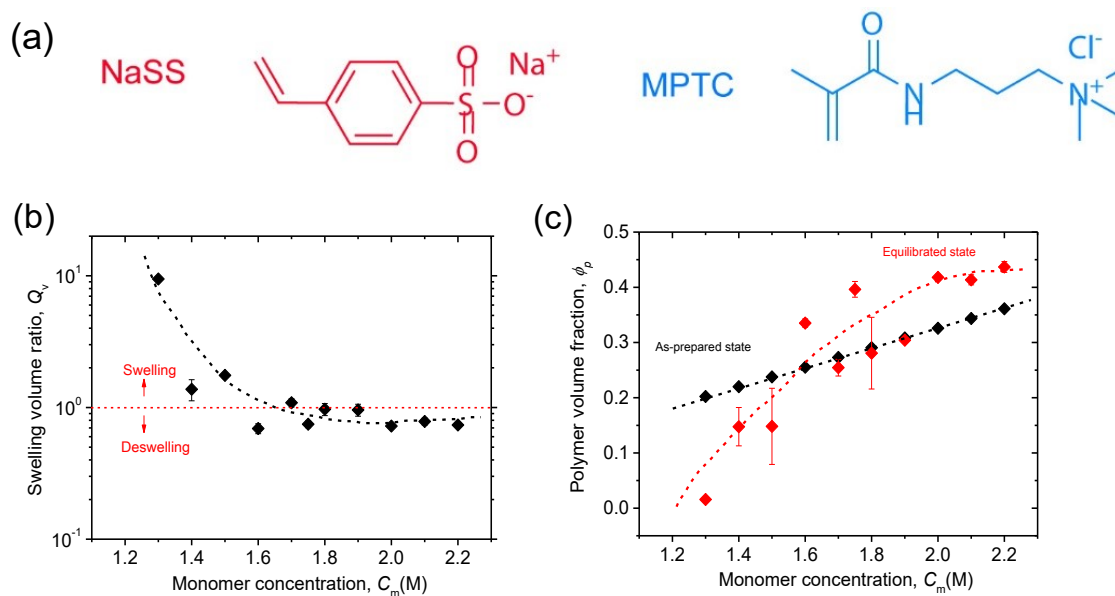 (a)
NaSS
O
S
O
O-
Na+
MPTC
O
N
H
N+
Cl-
(b)
Swelling volume ratio, Qv
10^1
10^0
10^-1
Swelling
Deswelling
1.2 1.4 1.6 1.8 2.0 2.2
Monomer concentration, Cm(M)
(c)
Polymer volume fraction, ϕp
0.5
0.4
0.3
0.2
0.1
0.0
Equilibrated state
As-prepared state
1.2 1.4 1.6 1.8 2.0 2.2
Monomer concentration, Cm(M)